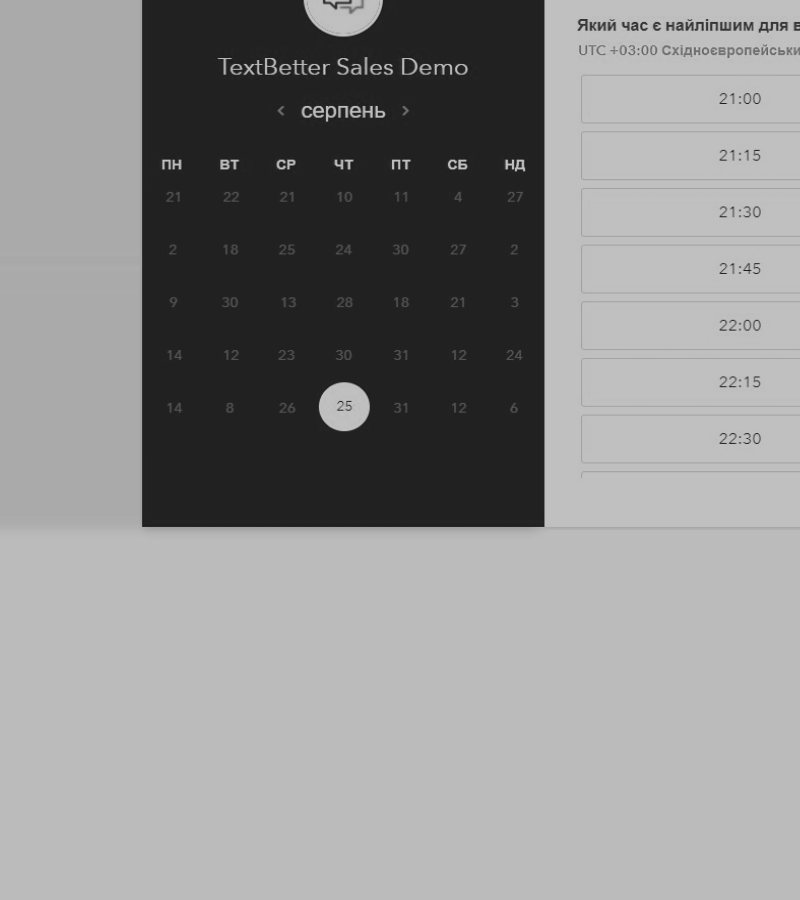 TextBetter Sales Demo
‹ серпень ›
ПН ВТ СР ЧТ ПТ СБ НД
21 22 21 10 11 4 27
2 18 25 24 30 27 2
9 30 13 28 18 21 3
14 12 23 30 31 12 24
14 8 26 25 31 12 6
Який час є найліпшим для
UTC +03:00 Східноєвропейськи
21:00
21:15
21:30
21:45
22:00
22:15
22:30